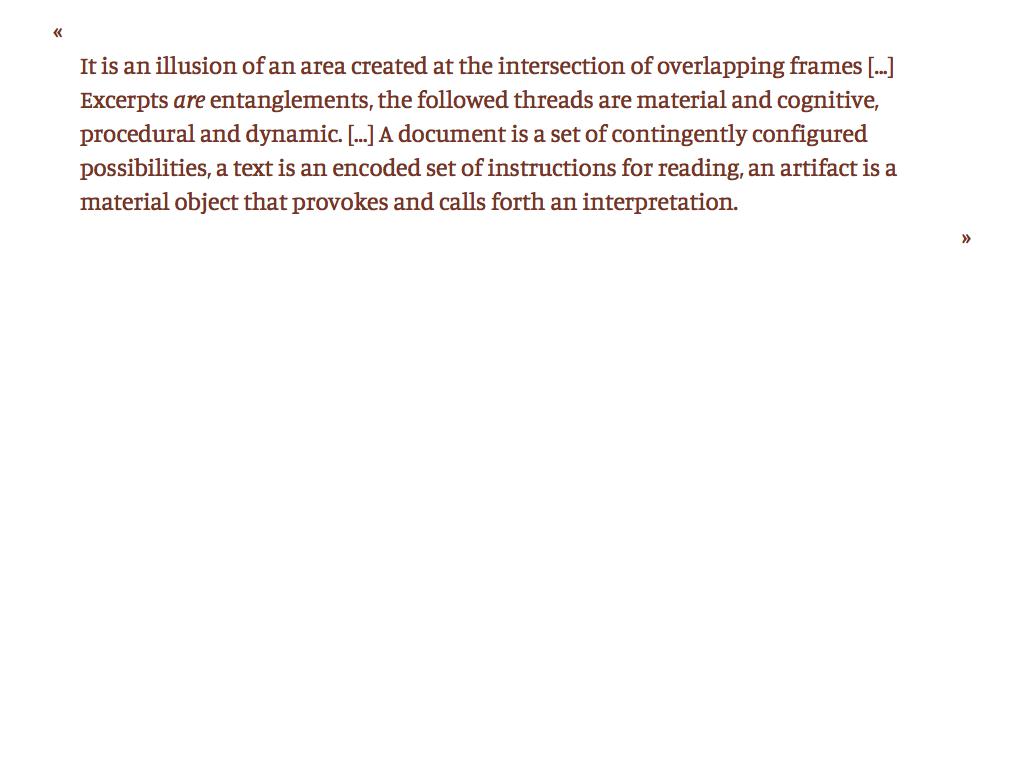 «
It is an illusion of an area created at the intersection of overlapping frames [...]
Excerpts are entanglements, the followed threads are material and cognitive,
procedural and dynamic. [...] A document is a set of contingently configured
possibilities, a text is an encoded set of instructions for reading, an artifact is a
material object that provokes and calls forth an interpretation.
»